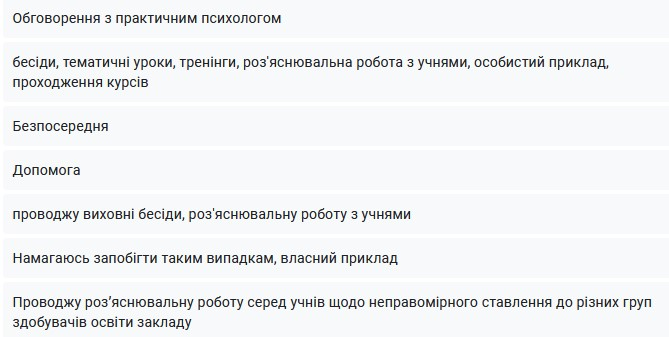 Обговорення з практичним психологом
бесіди, тематичні уроки, тренінги, роз'яснювальна робота з учнями, особистий приклад,
проходження курсів
Безпосередня
Допомога
проводжу виховні бесіди, роз'яснювальну роботу з учнями
Намагаюсь запобігти таким випадкам, власний приклад
Проводжу роз’яснювальну роботу серед учнів щодо неправомірного ставлення до різних груп
здобувачів освіти закладу